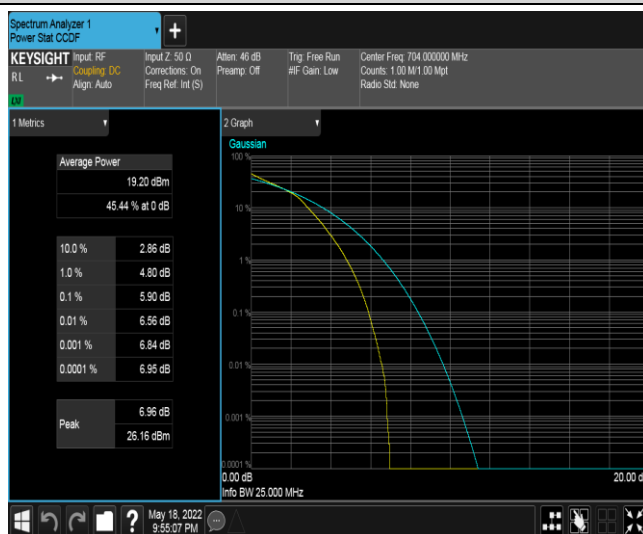 Spectrum Analyzer 1
Power Stat CCDF
KEYSIGHT
Input: RF
Coupling: DC
Align: Auto
Input Z: 50 Ω
Corrections: On
Freq Ref: Int (S)
Atten: 46 dB
Preamp: Off
Trig: Free Run
#IF Gain: Low
Center Freq: 704.000000 MHz
Counts: 1.00 M/1.00 Mpt
Radio Std: None
R L
1 Metrics
Average Power
19.20 dBm
45.44 % at 0 dB
10.0 % 2.86 dB
1.0 % 4.80 dB
0.1 % 5.90 dB
0.01 % 6.56 dB
0.001 % 6.84 dB
0.0001 % 6.95 dB
Peak
6.96 dB
26.16 dBm
2 Graph
Gaussian
100 %
10 %
1 %
0.1 %
0.01 %
0.001 %
0.0001 %
0.00 dB
20.00 d
Info BW 25.000 MHz
May 18, 2022
9:55:07 PM